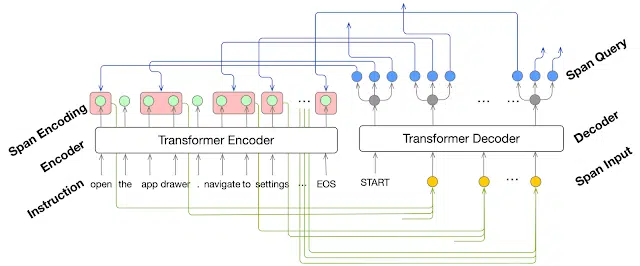 Span Query
Span Encoding
Transformer Encoder
Transformer Decoder
Encoder
Decoder
Instruction
open the app drawer , navigate to settings ... EOS
START
...
Span Input
... ...
...